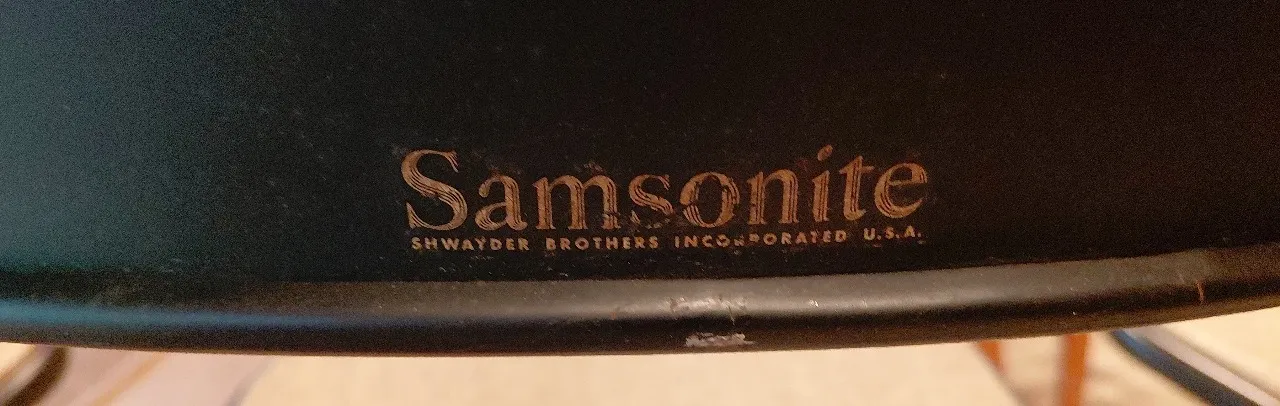 Samsonite
SHWAYDER BROTHERS INCORPORATED U.S.A.